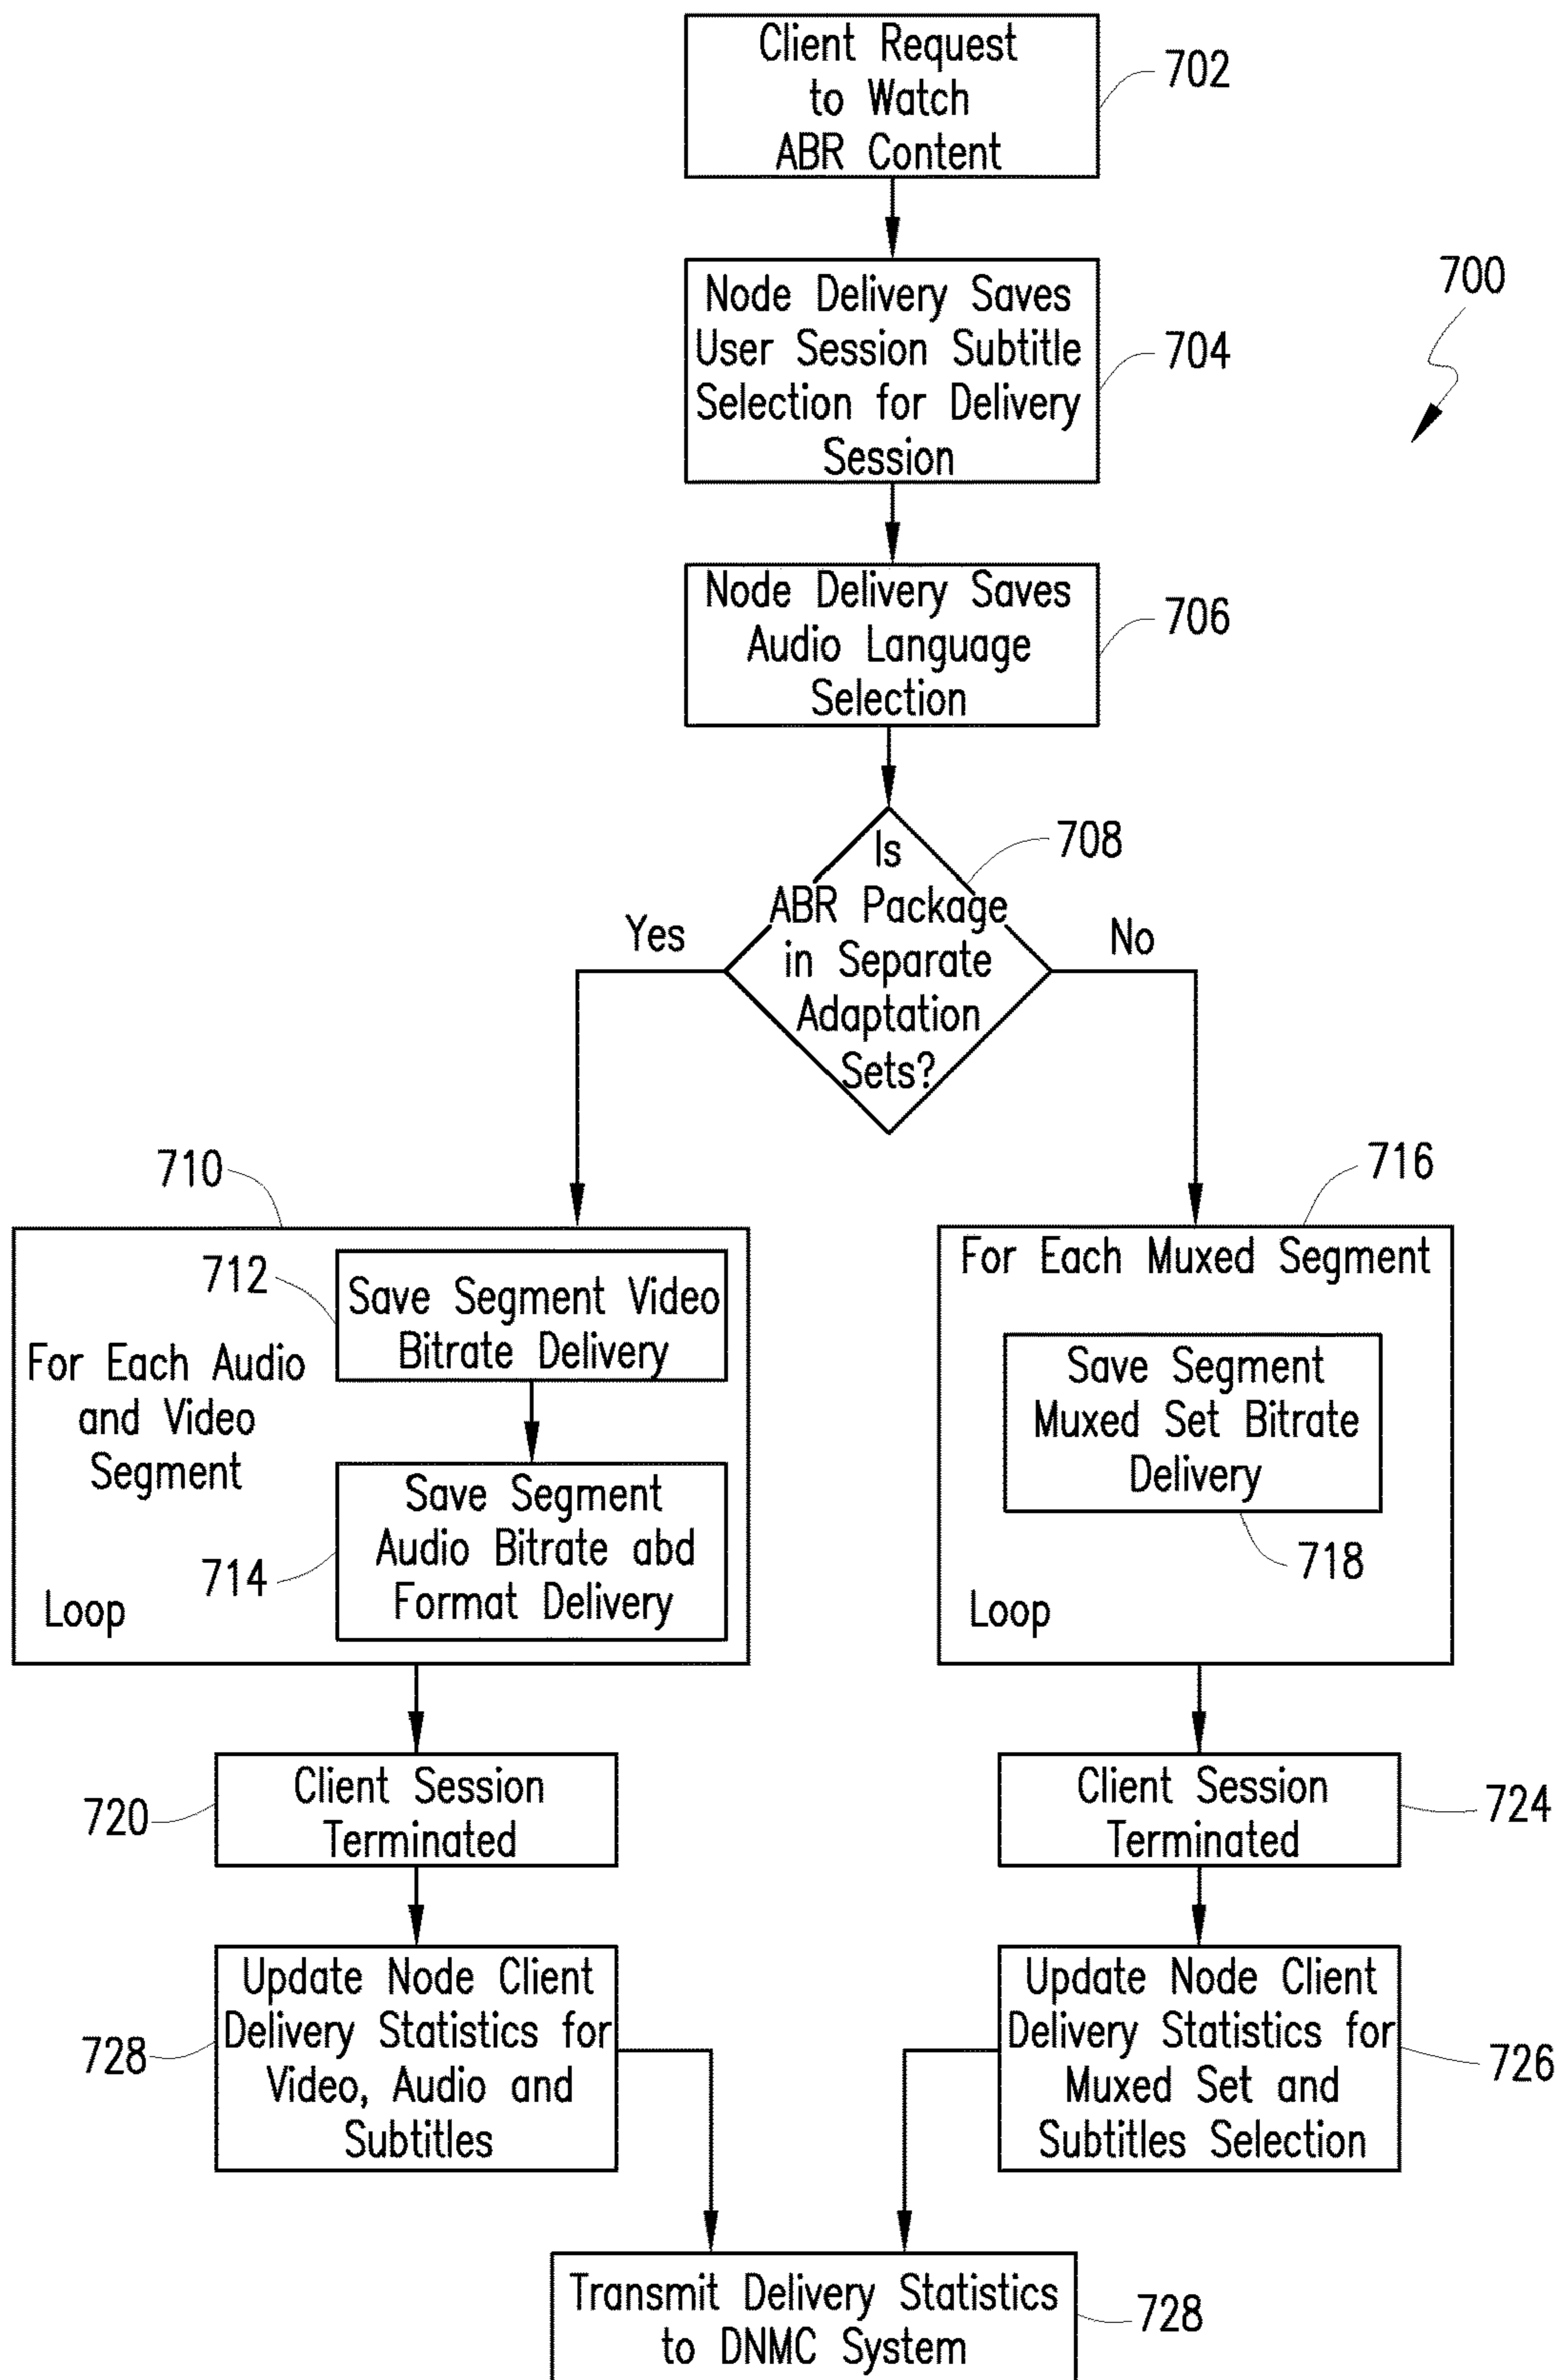 Client Request
to Watch
ABR Content
702
Node Delivery Saves
User Session Subtitle
Selection for Delivery
Session
704
700
Node Delivery Saves
Audio Language
Selection
706
Is
ABR Package
in Separate
Adaptation
Sets?
708
Yes
No
710
For Each Audio
and Video
Segment
Loop
712
Save Segment Video
Bitrate Delivery
714
Save Segment
Audio Bitrate abd
Format Delivery
716
For Each Muxed Segment
Save Segment
Muxed Set Bitrate
Delivery
718
Loop
720
Client Session
Terminated
Client Session
Terminated
724
728
Update Node Client
Delivery Statistics for
Video, Audio and
Subtitles
Update Node Client
Delivery Statistics for
Muxed Set and
Subtitles Selection
726
Transmit Delivery Statistics
to DNMC System
728